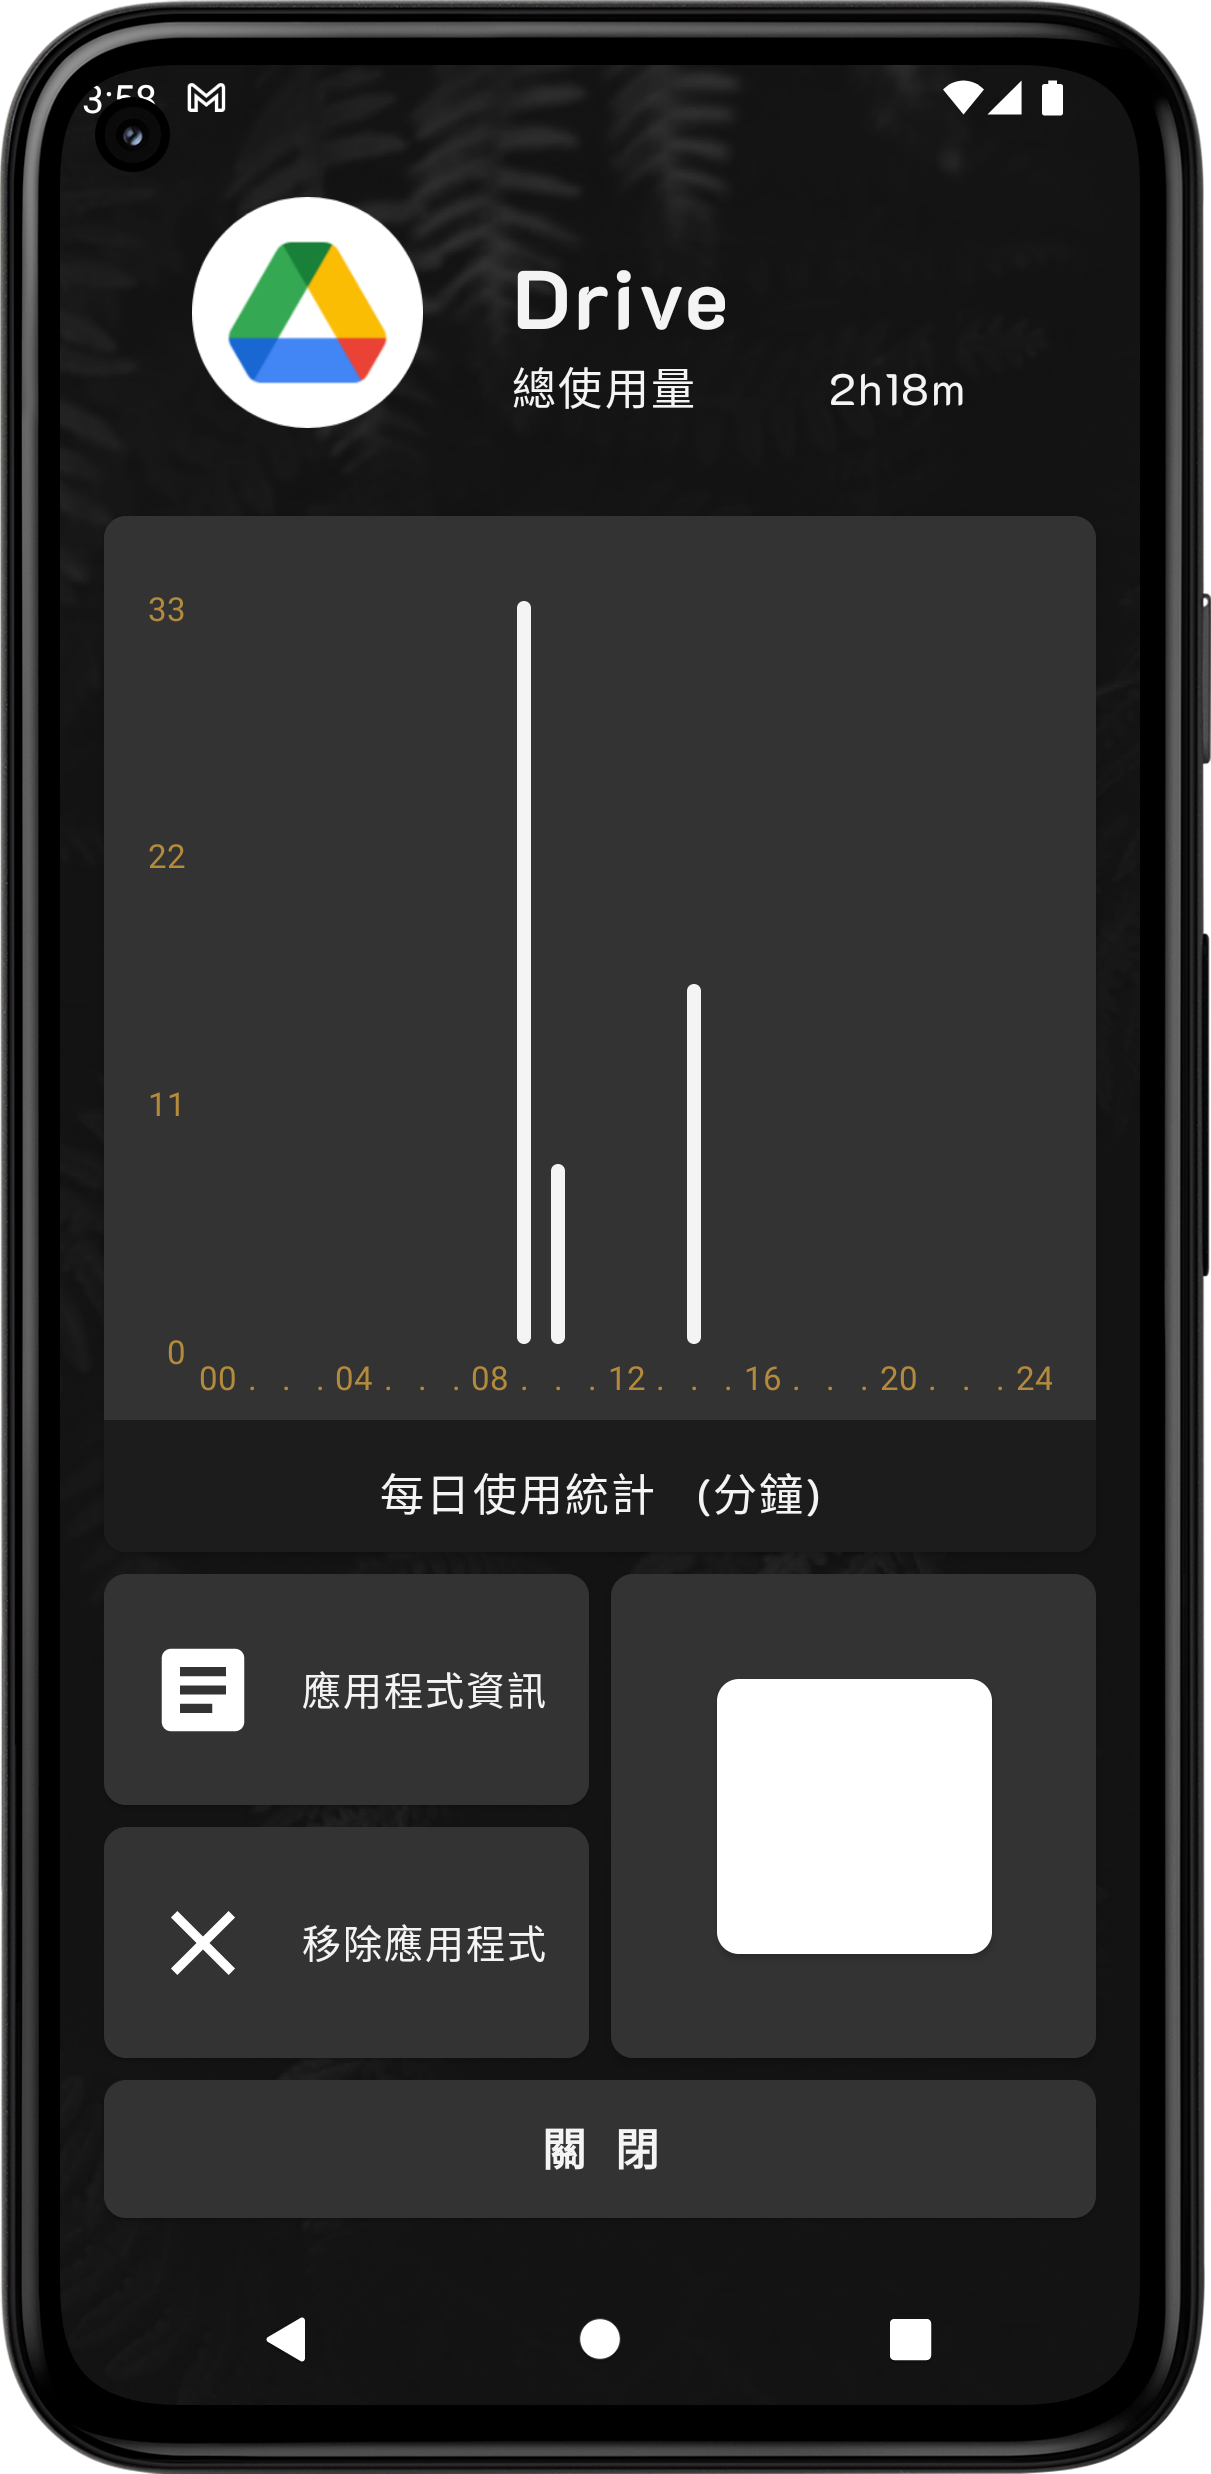 3:58
Drive
總使用量 2h18m
33
22
11
0
00 . . . 04 . . . 08 . . . 12 . . . 16 . . . 20 . . . 24
每日使用統計 (分鐘)
應用程式資訊
移除應用程式
關 閉